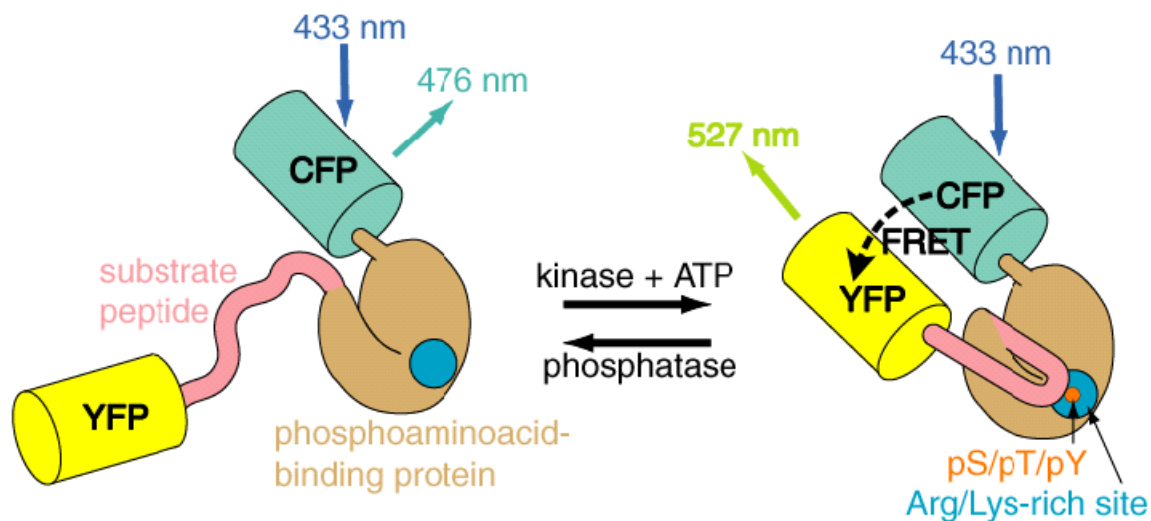 433 nm
476 nm
CFP
substrate
peptide
YFP
phosphoaminoacid-
binding protein
kinase + ATP
phosphatase
433 nm
527 nm
CFP
FRET
YFP
pS/pT/pY
Arg/Lys-rich site